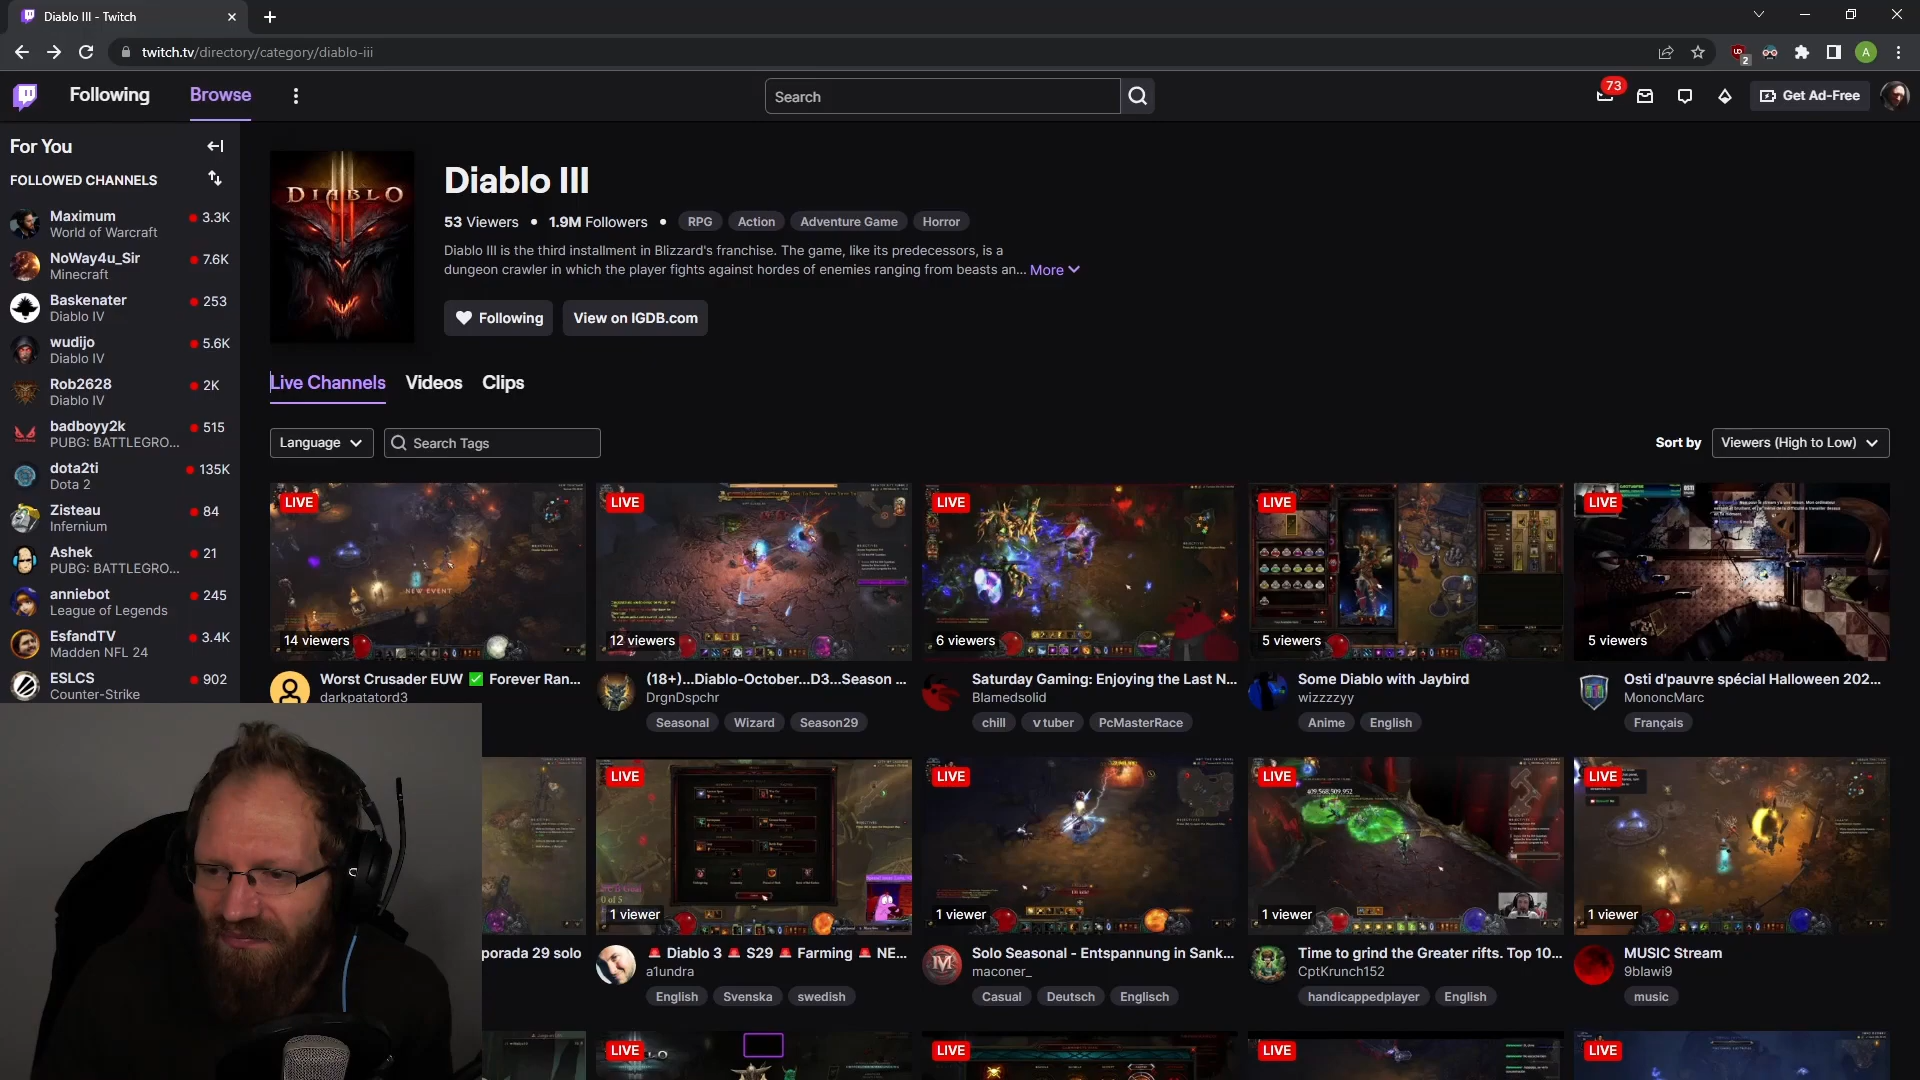 Diablo III - Twitch
twitch.tv/directory/category/diablo-iii
2
A
Following
Browse
Search
73
Get Ad-Free
For You
FOLLOWED CHANNELS
Maximum
World of Warcraft
3.3K
NoWay4u_Sir
Minecraft
7.6K
Baskenater
Diablo IV
253
wudijo
Diablo IV
5.6K
Rob2628
Diablo IV
2K
badboyy2k
PUBG: BATTLEGRO...
515
dota2ti
Dota 2
135K
Zisteau
Infernium
84
Ashek
PUBG: BATTLEGRO...
21
anniebot
League of Legends
245
EsfandTV
Madden NFL 24
3.4K
ESLCS
Counter-Strike
902
DIABLO
Diablo III
53 Viewers • 1.9M Followers •
RPG
Action
Adventure Game
Horror
Diablo III is the third installment in Blizzard's franchise. The game, like its predecessors, is a
dungeon crawler in which the player fights against hordes of enemies ranging from beasts an... More
Following
View on IGDB.com
Live Channels
Videos
Clips
Language
Search Tags
Sort by
Viewers (High to Low)
LIVE
NEW EVENT
14 viewers
Worst Crusader EUW ✅ Forever Ran...
darkpatatord3
LIVE
12 viewers
(18+)...Diablo-October...D3...Season ...
DrgnDspchr
Seasonal
Wizard
Season29
LIVE
6 viewers
Saturday Gaming: Enjoying the Last N...
Blamedsolid
chill
vtuber
PcMasterRace
LIVE
5 viewers
Some Diablo with Jaybird
wizzzzyy
Anime
English
LIVE
5 viewers
Osti d'pauvre spécial Halloween 202...
MononcMarc
Français
porada 29 solo
LIVE
1 viewer
🚨 Diablo 3 🚨 S29 🚨 Farming 🚨 NE...
a1undra
English
Svenska
swedish
LIVE
1 viewer
Solo Seasonal - Entspannung in Sank...
maconer_
Casual
Deutsch
Englisch
LIVE
1 viewer
Time to grind the Greater rifts. Top 10...
CptKrunch152
handicappedplayer
English
LIVE
1 viewer
MUSIC Stream
9blawi9
music
LIVE
LIVE
LIVE
LIVE